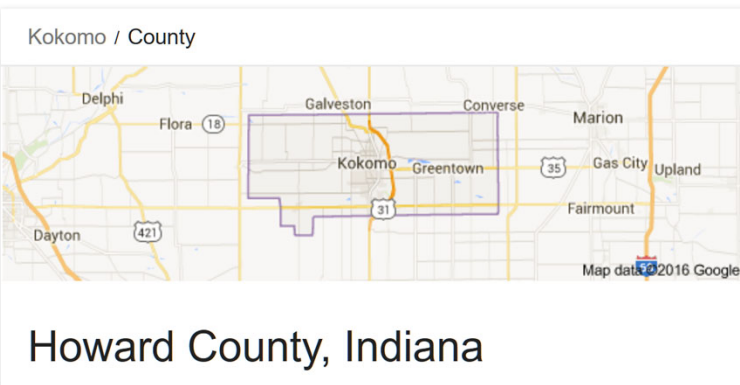 Kokomo / County
Delphi
Galveston
Converse
Flora 18
Marion
Kokomo
Greentown
35
Gas City
Upland
31
Fairmount
Dayton
421
Map data ©2016 Google
Howard County, Indiana